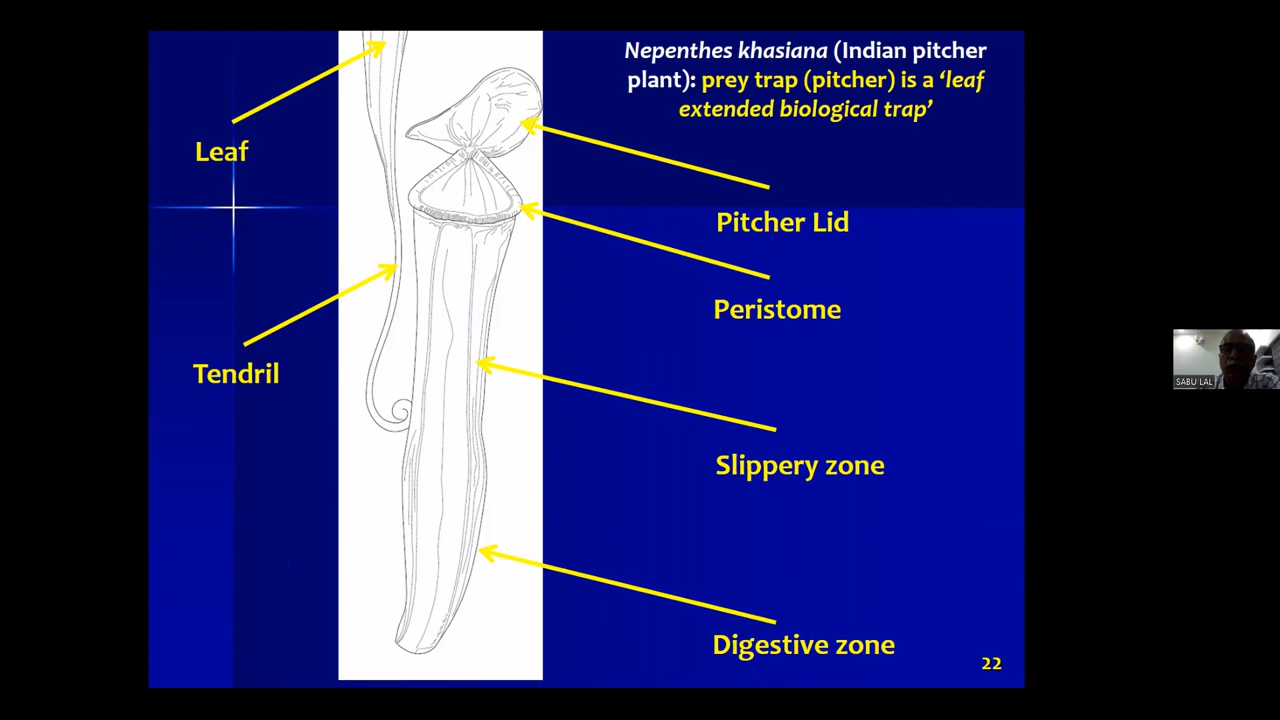 Nepenthes khasiana (Indian pitcher
plant): prey trap (pitcher) is a ‘leaf
extended biological trap’
Leaf
Pitcher Lid
Peristome
Tendril
Slippery zone
Digestive zone
22
SABU LAL